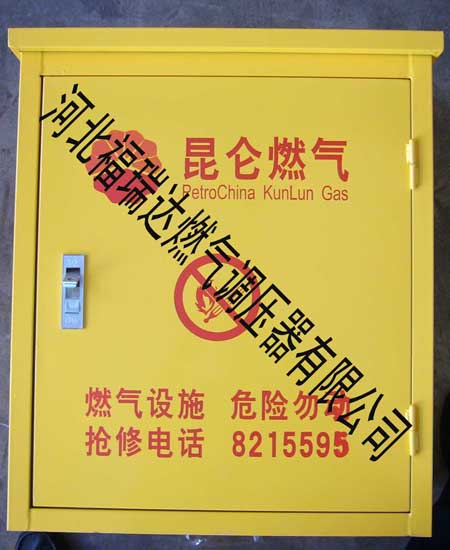 昆仑燃气
PetroChina KunLun Gas
河北福瑞达燃气调压器有限公司
燃气设施 危险勿动
抢修电话 8215595